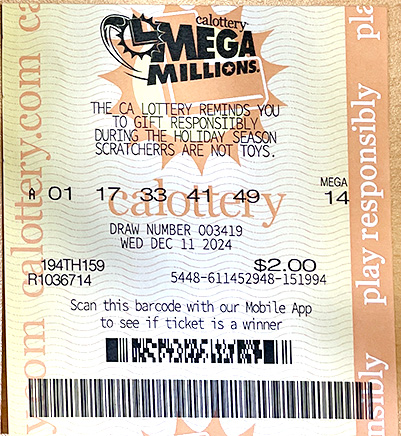 calottery
MEGA
MILLIONS.
THE CA LOTTERY REMINDS YOU
TO GIFT RESPONSIBLY
DURING THE HOLIDAY SEASON
SCRATCHERRS ARE NOT TOYS.
MEGA
A 01 17 33 41 49 14
calottery
DRAW NUMBER 003419
WED DEC 11 2024
194TH159 $2.00
R1036714 5448-611452948-151994
Scan this barcode with our Mobile App
to see if ticket is a winner
calottery.com
play responsibly